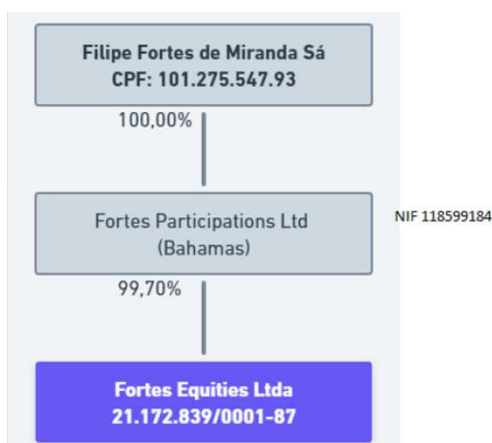 Filipe Fortes de Miranda Sá
CPF: 101.275.547.93
100,00%
Fortes Participations Ltd
(Bahamas)
NIF 118599184
99,70%
Fortes Equities Ltda
21.172.839/0001-87